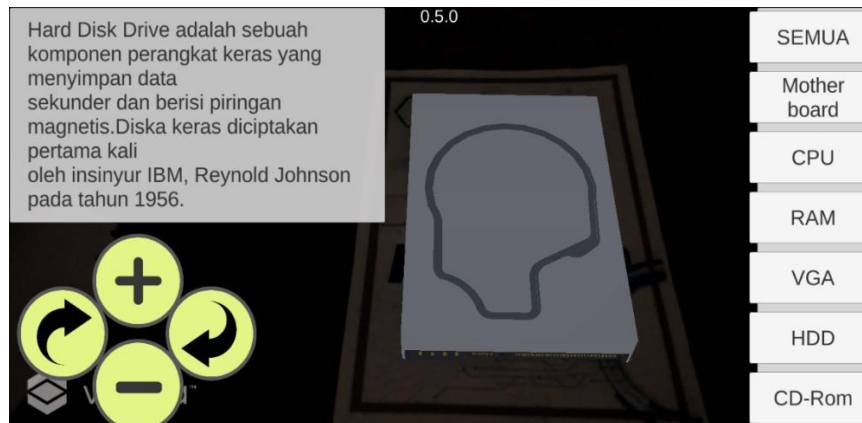 0.5.0
Hard Disk Drive adalah sebuah
komponen perangkat keras yang
menyimpan data
sekunder dan berisi piringan
magnetis.Diska keras diciptakan
pertama kali
oleh insinyur IBM, Reynold Johnson
pada tahun 1956.
SEMUA
Mother
board
CPU
RAM
VGA
HDD
CD-Rom